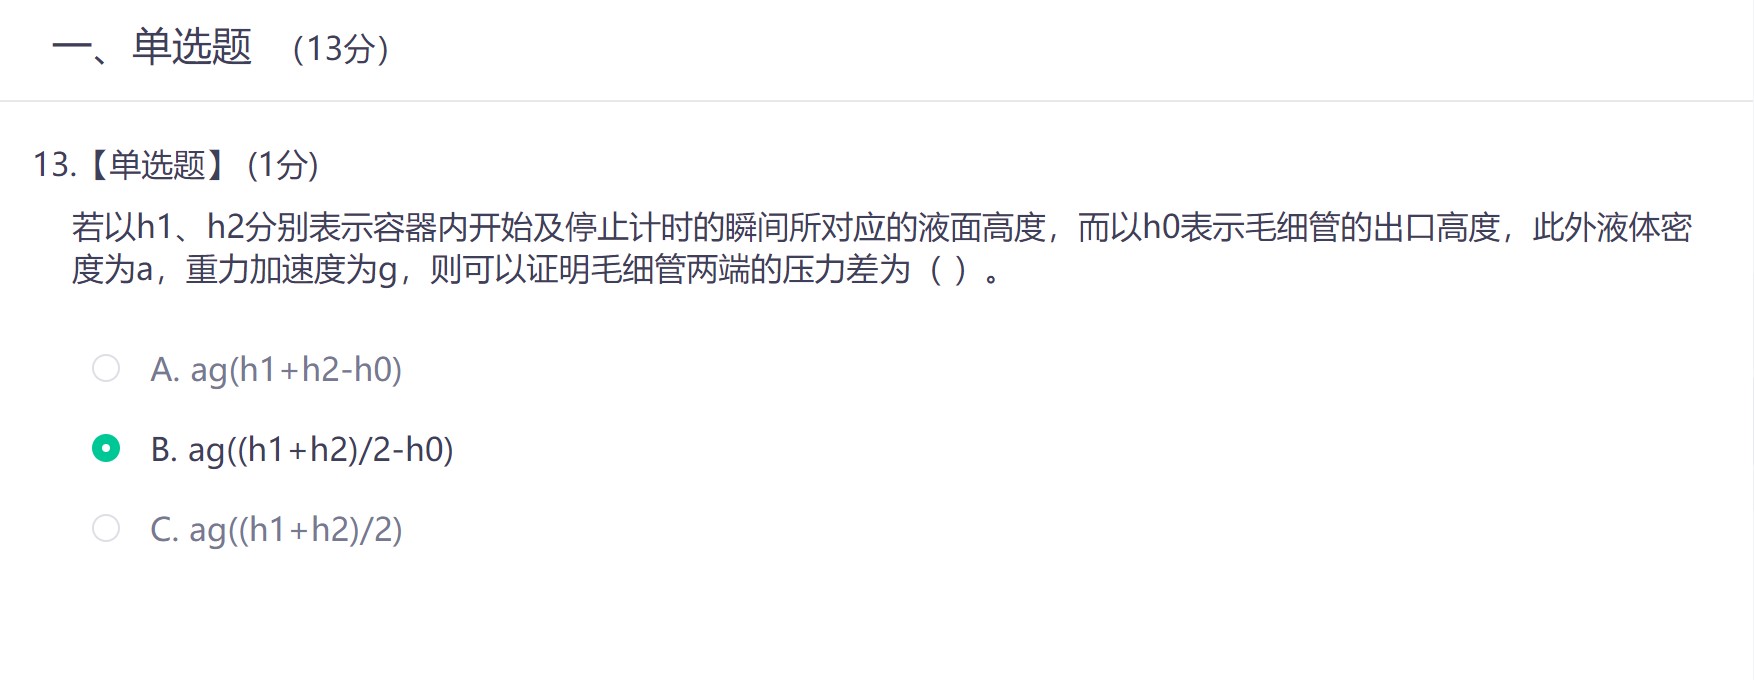 一、单选题 （13分）
13.【单选题】 (1分)
若以h1、h2分别表示容器内开始及停止计时的瞬间所对应的液面高度，而以h0表示毛细管的出口高度，此外液体密
度为a，重力加速度为g，则可以证明毛细管两端的压力差为（ ）。
A. ag(h1+h2-h0)
B. ag((h1+h2)/2-h0)
C. ag((h1+h2)/2)